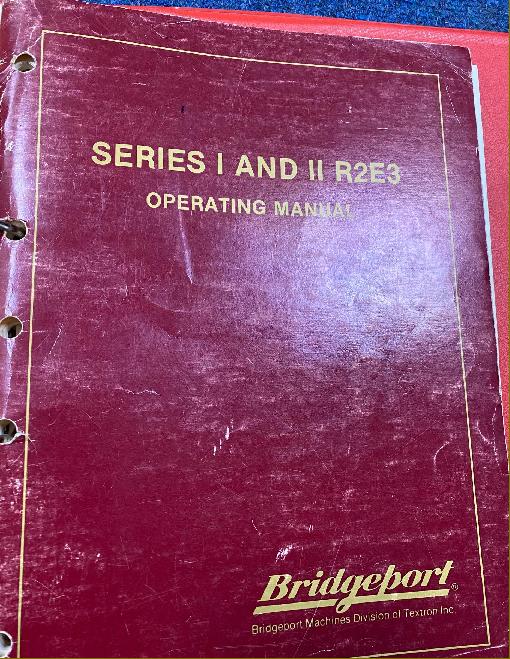 SERIES I AND II R2E3
OPERATING MANUAL
Bridgeport®
Bridgeport Machines Division of Textron Inc.